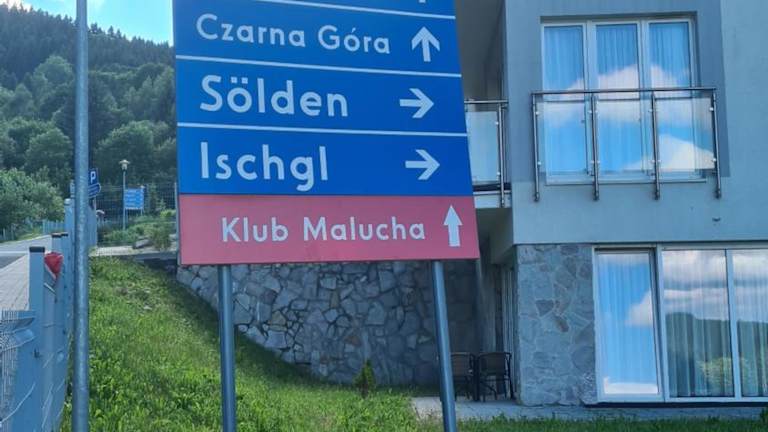 Czarna Góra
Sölden
Ischgl
Klub Malucha
P